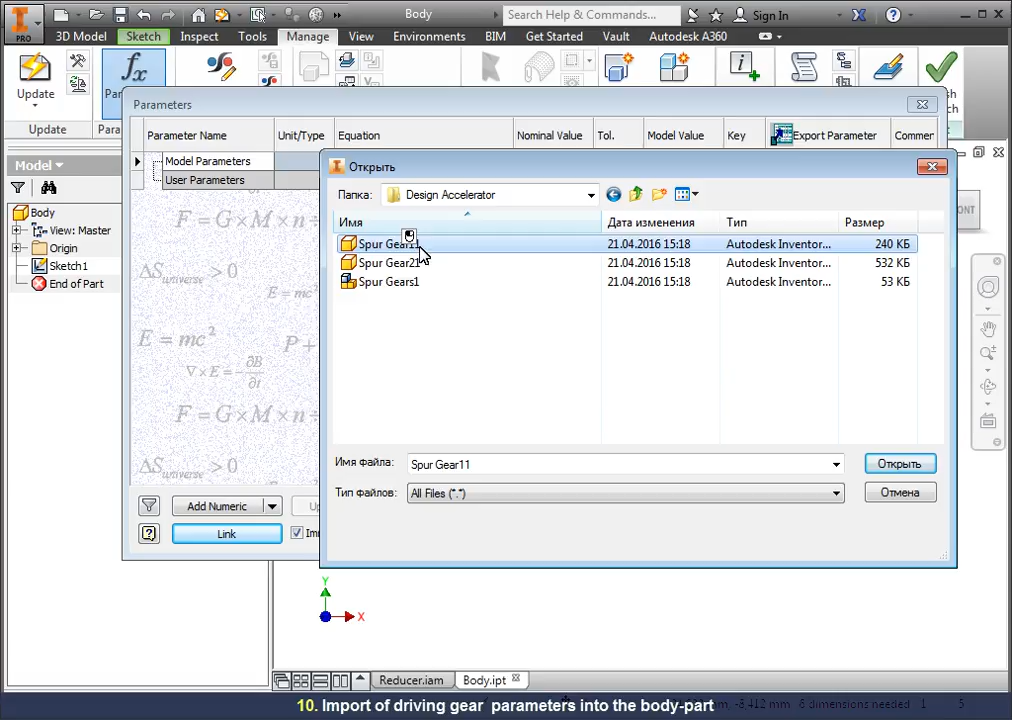 Body
Search Help & Commands...
Sign In
PRO
3D Model
Sketch
Inspect
Tools
Manage
View
Environments
BIM
Get Started
Vault
Autodesk A360
Update
Update
Parameters
Parameter Name
Unit/Type
Equation
Nominal Value
Tol.
Model Value
Key
Export Parameter
Commer
Model Parameters
User Parameters
Model
Body
View: Master
Origin
Sketch1
End of Part
Открыть
Папка:
Design Accelerator
Имя
Дата изменения
Тип
Размер
Spur Gear11
21.04.2016 15:18
Autodesk Inventor...
240 КБ
Spur Gear21
21.04.2016 15:18
Autodesk Inventor...
532 КБ
Spur Gears1
21.04.2016 15:18
Autodesk Inventor...
53 КБ
Имя файла:
Spur Gear11
Открыть
Тип файлов:
All Files (*.*)
Отмена
Add Numeric
Link
X
Y
Reducer.iam
Body.ipt
10. Import of driving gear parameters into the body-part
6 dimensions needed
1
5